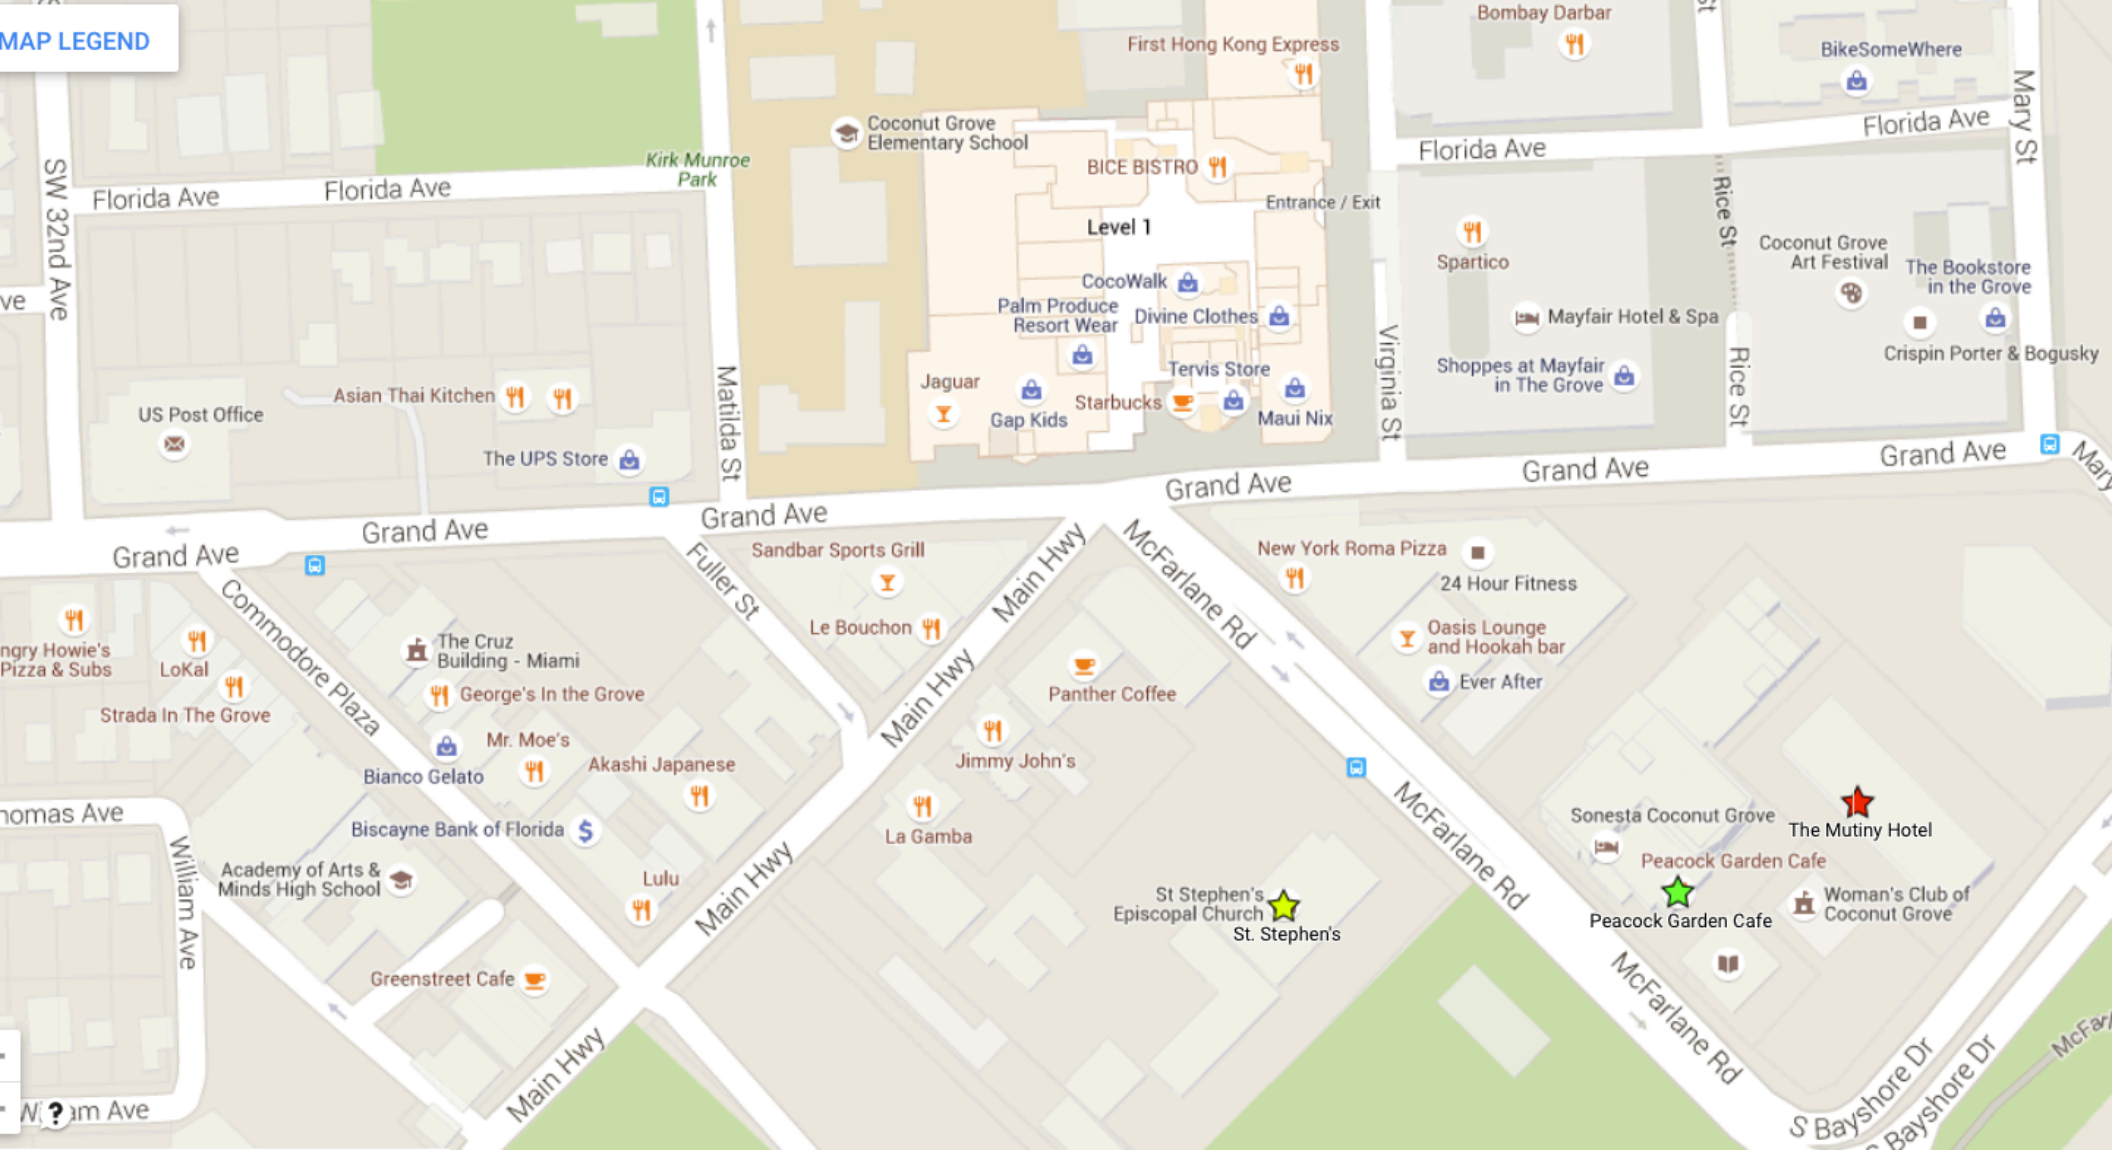 MAP LEGEND
Bombay Darbar
First Hong Kong Express
BikeSomeWhere
Mary St
Florida Ave
Florida Ave
Coconut Grove
Elementary School
Kirk Munroe
Park
BICE BISTRO
Entrance / Exit
Level 1
SW 32nd Ave
Florida Ave
Florida Ave
Rice St
Spartico
Coconut Grove
Art Festival
The Bookstore
in the Grove
CocoWalk
Palm Produce
Resort Wear
Divine Clothes
Mayfair Hotel & Spa
Crispin Porter & Bogusky
Virginia St
Rice St
Shoppes at Mayfair
in The Grove
Tervis Store
Jaguar
Gap Kids
Starbucks
Maui Nix
Matilda St
Asian Thai Kitchen
US Post Office
The UPS Store
Grand Ave
Grand Ave
Grand Ave
Mary
Grand Ave
Grand Ave
Grand Ave
Sandbar Sports Grill
Fuller St
Main Hwy
McFarlane Rd
New York Roma Pizza
24 Hour Fitness
Commodore Plaza
Le Bouchon
Oasis Lounge
and Hookah bar
Ever After
The Cruz
Building - Miami
ngry Howie's
Pizza & Subs
LoKal
George's In the Grove
Strada In The Grove
Main Hwy
Panther Coffee
Mr. Moe's
Akashi Japanese
Jimmy John's
Bianco Gelato
La Gamba
McFarlane Rd
homas Ave
Biscayne Bank of Florida
Sonesta Coconut Grove
The Mutiny Hotel
Peacock Garden Cafe
William Ave
Academy of Arts &
Minds High School
Lulu
Main Hwy
St Stephen's
Episcopal Church
St. Stephen's
Peacock Garden Cafe
Woman's Club of
Coconut Grove
Greenstreet Cafe
McFarlane Rd
Main Hwy
S Bayshore Dr
S Bayshore Dr
McFar
? am Ave